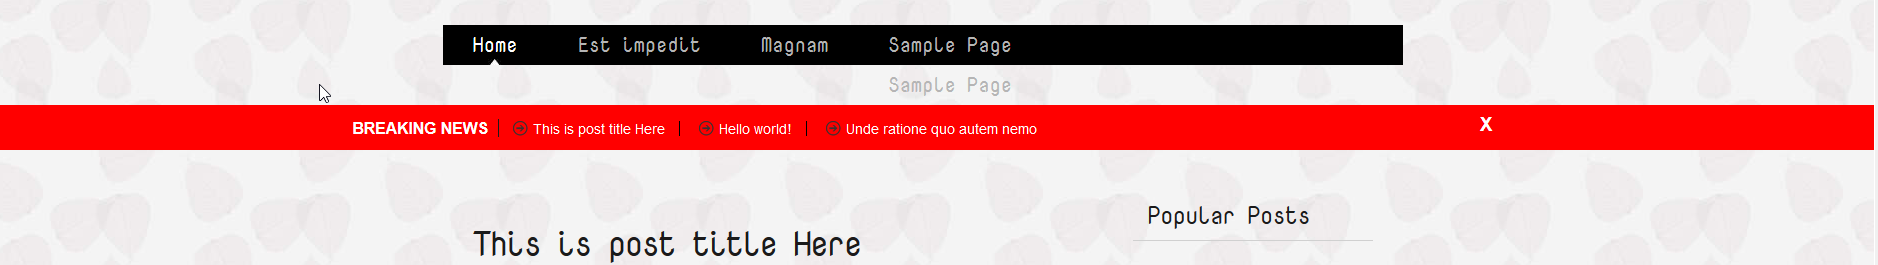 Home Est impedit Magnam Sample Page
Sample Page
BREAKING NEWS This is post title Here Hello world! Unde ratione quo autem nemo X
Popular Posts
This is post title Here